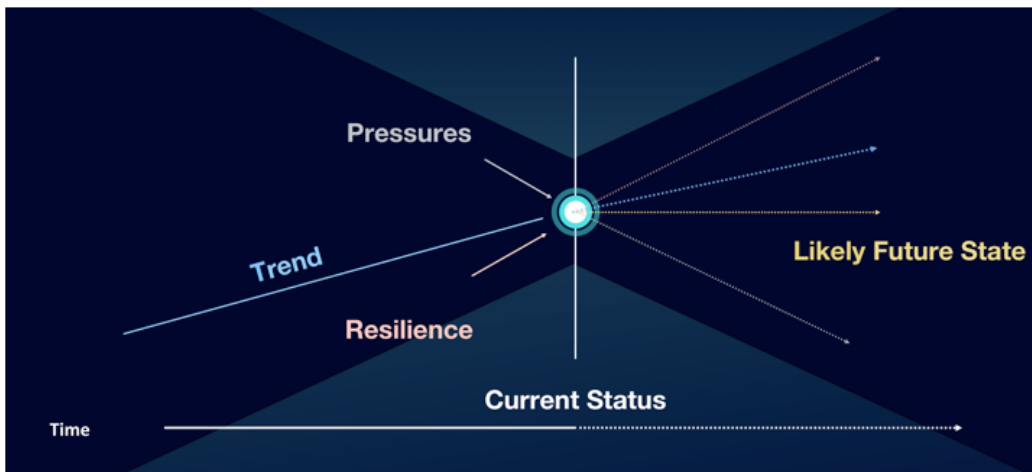 Pressures
Trend
Likely Future State
Resilience
Current Status
Time